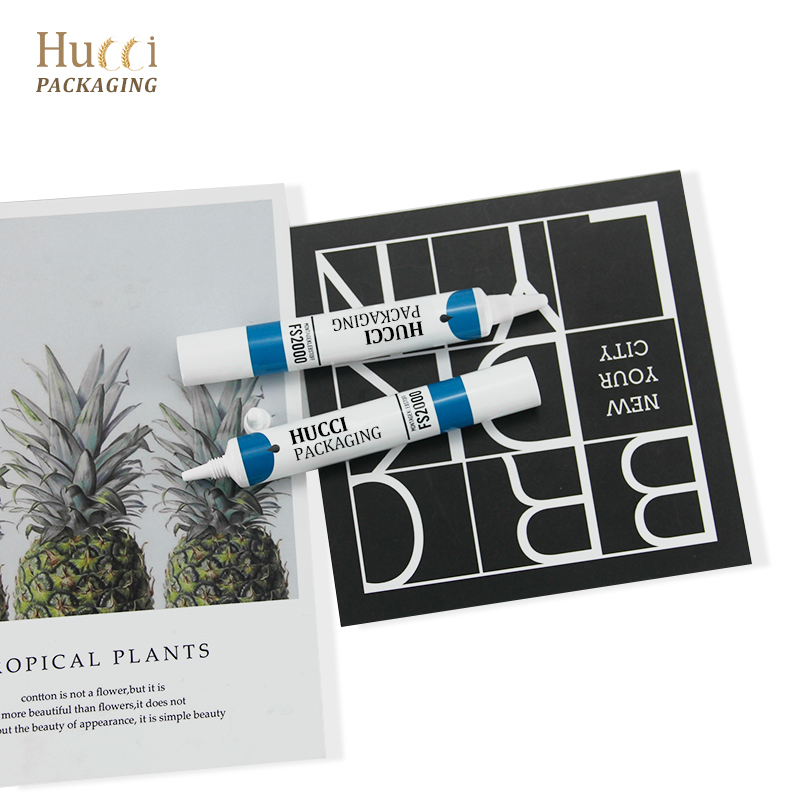 Hucci
PACKAGING
HUCCI
PACKAGING
FS2000
HUCCI
PACKAGING
FS2000
NEW
YOUR
CITY
B R O
ROPICAL PLANTS
contton is not a flower,but it is
more beautiful than flowers,it does not
out the beauty of appearance, it is simple beauty